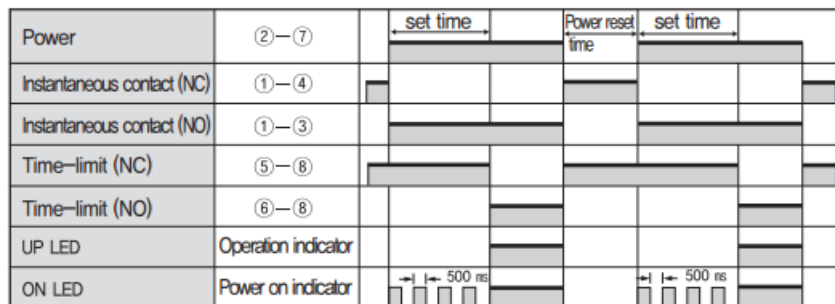 set time Power reset set time
Power ②—⑦ time
Instantaneous contact (NC) ①—④
Instantaneous contact (NO) ①—③
Time-limit (NC) ⑤—⑧
Time-limit (NO) ⑥—⑧
UP LED Operation indicator
ON LED Power on indicator 500 ms 500 ms